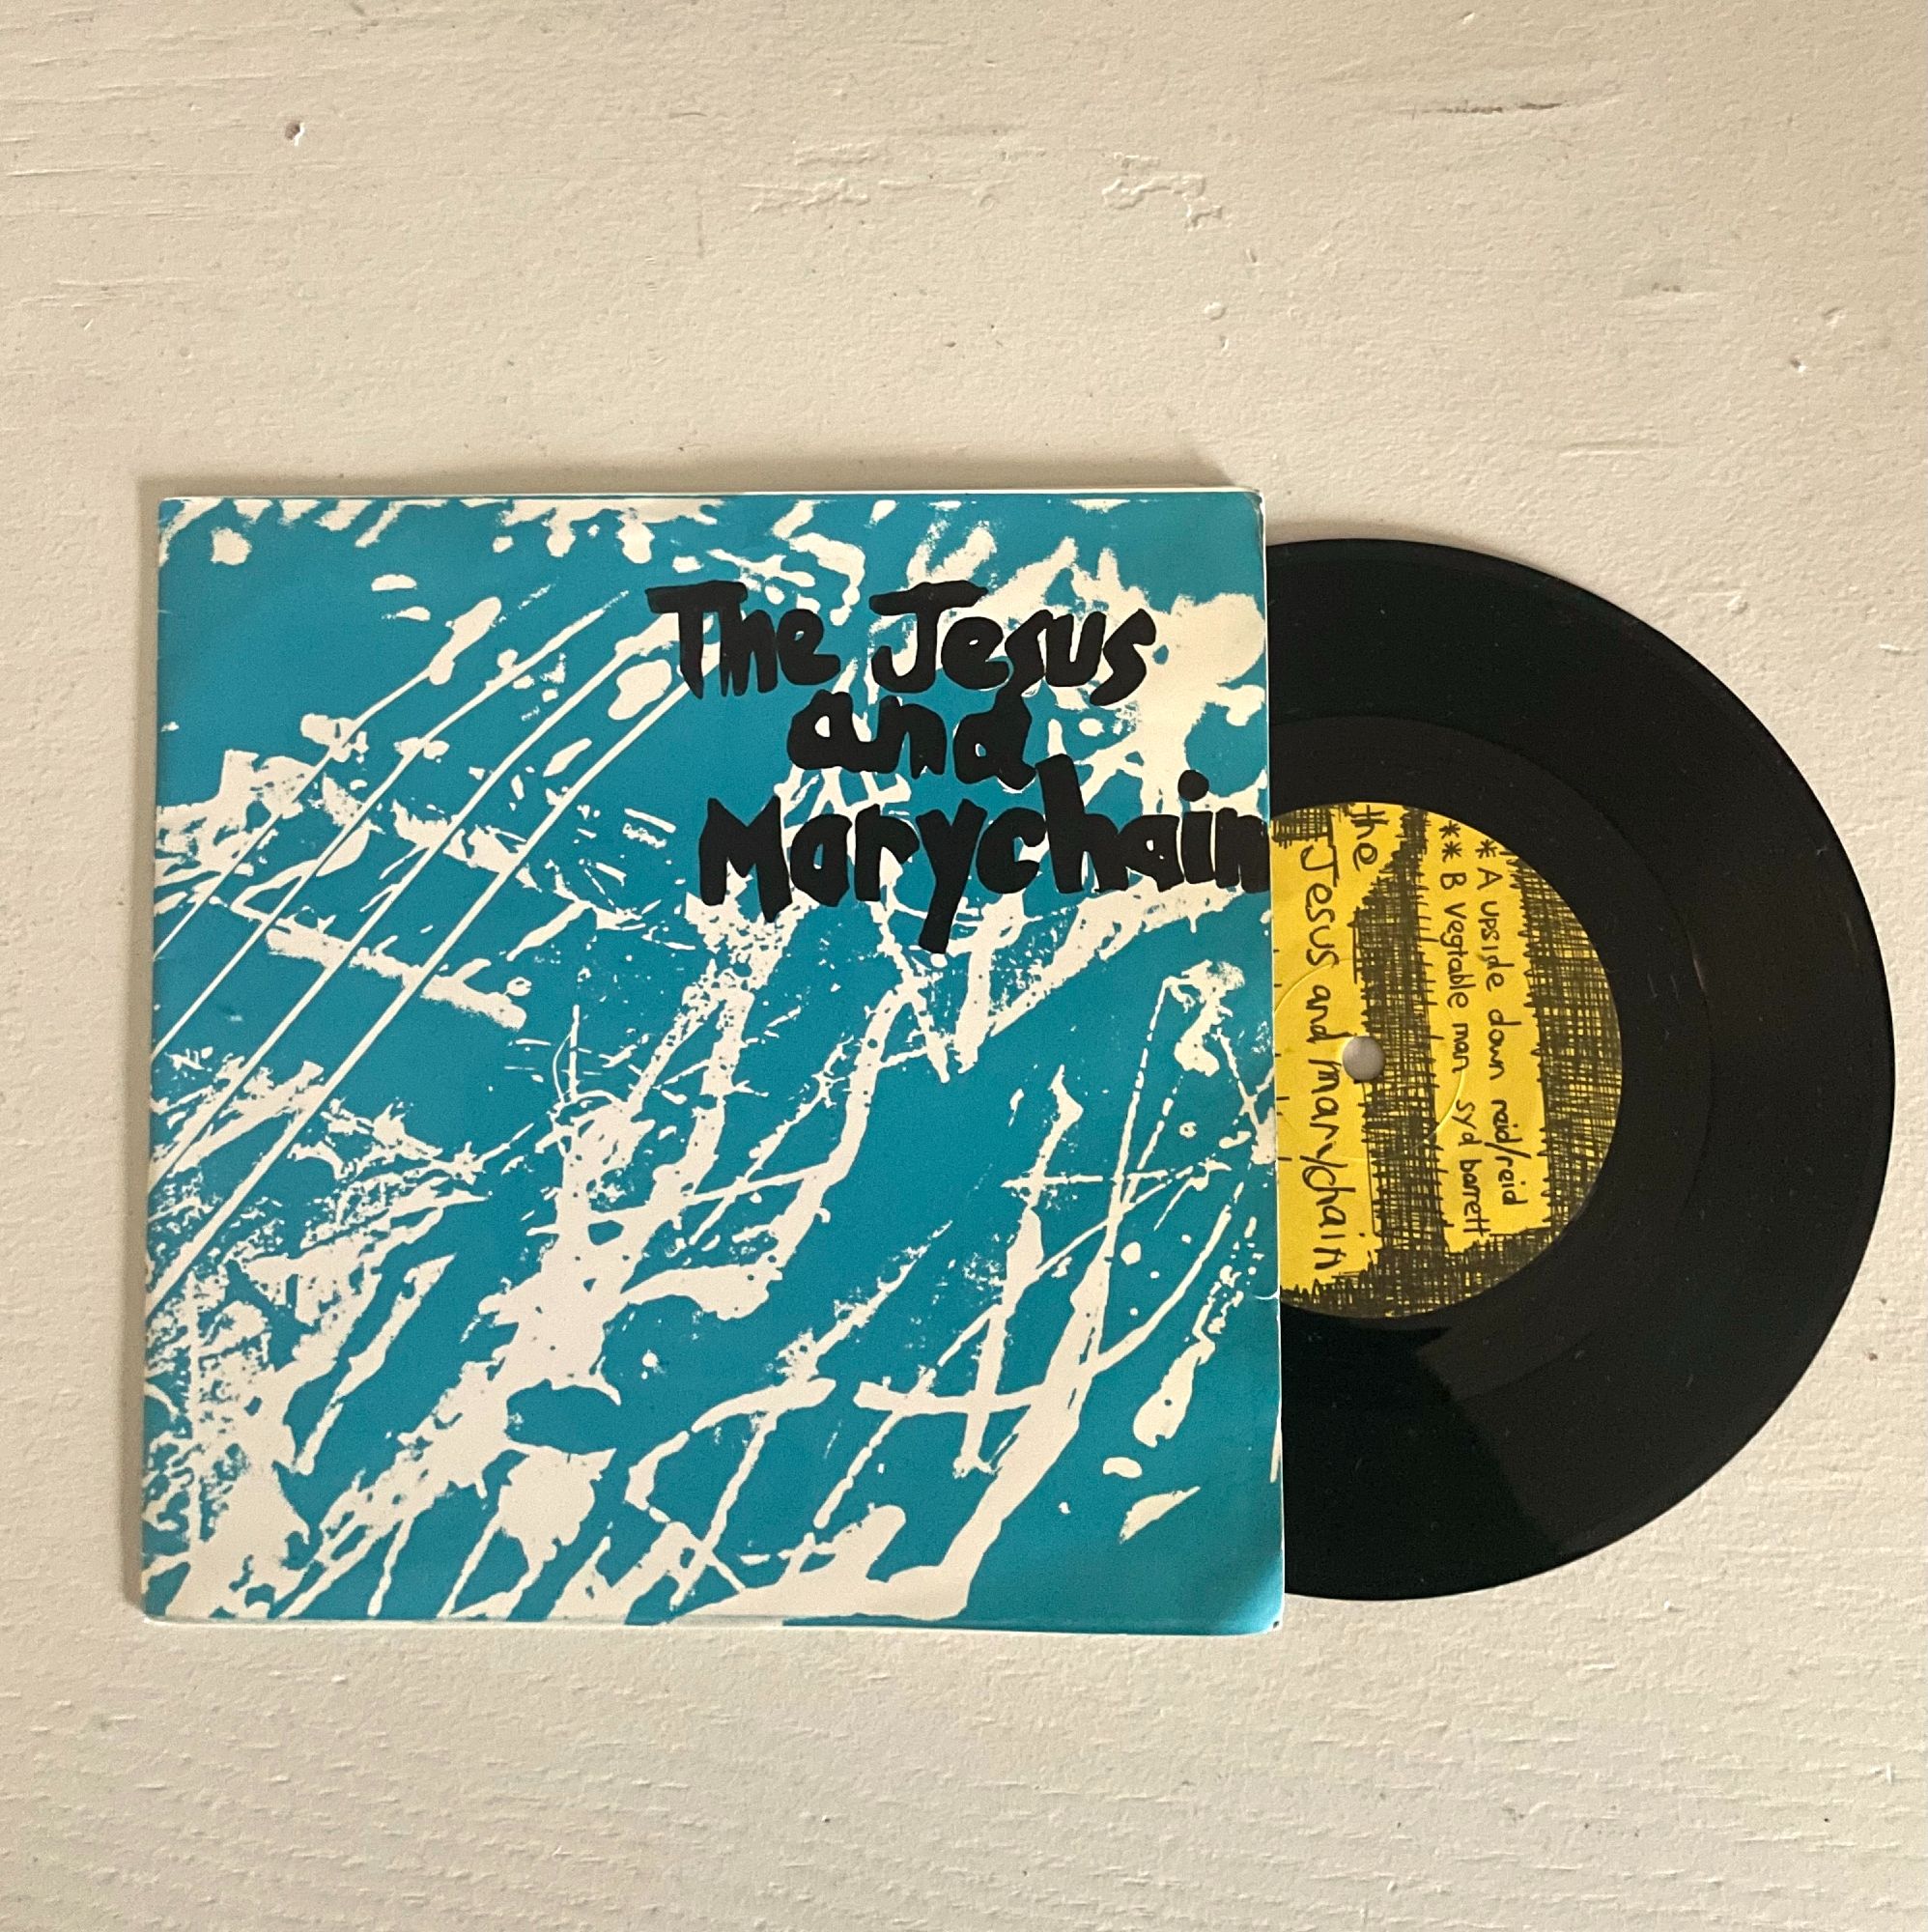 The Jesus
and
Marychain
* A upside down reid/reid
** B vegtable man syd barrett
the
Jesus and marychain